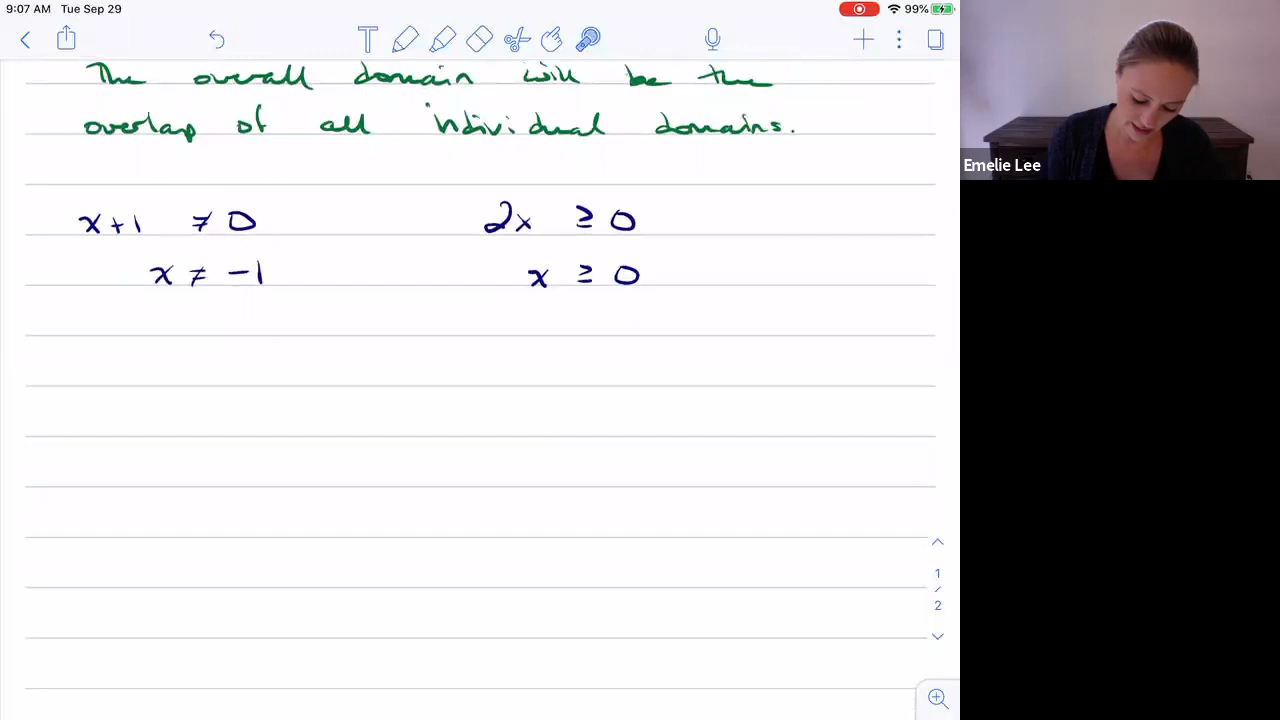 9:07 AM Tue Sep 29
99%
T
The overall domain will be the
overlap of all individual domains.
x+1 ≠ 0
2x ≥ 0
x ≠ -1
x ≥ 0
Emelie Lee
1
/
2